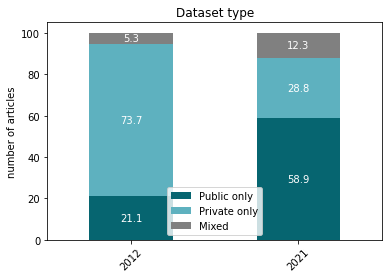 Dataset type
number of articles
100
80
60
40
20
0
5.3
73.7
21.1
12.3
28.8
58.9
Public only
Private only
Mixed
2012
2021